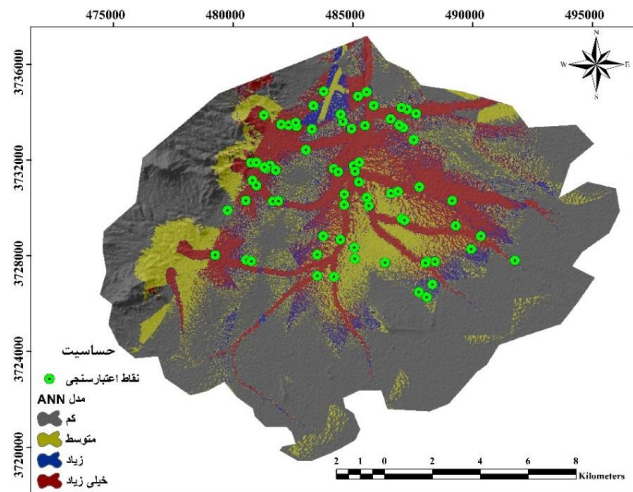 475000 480000 485000 490000 495000
3736000
3732000
3728000
3724000
3720000
N
W E
S
حساسیت
نقاط اعتبارسنجی
مدل ANN
کم
متوسط
زیاد
خیلی زیاد
2 1 0 2 4 6 8
Kilometers